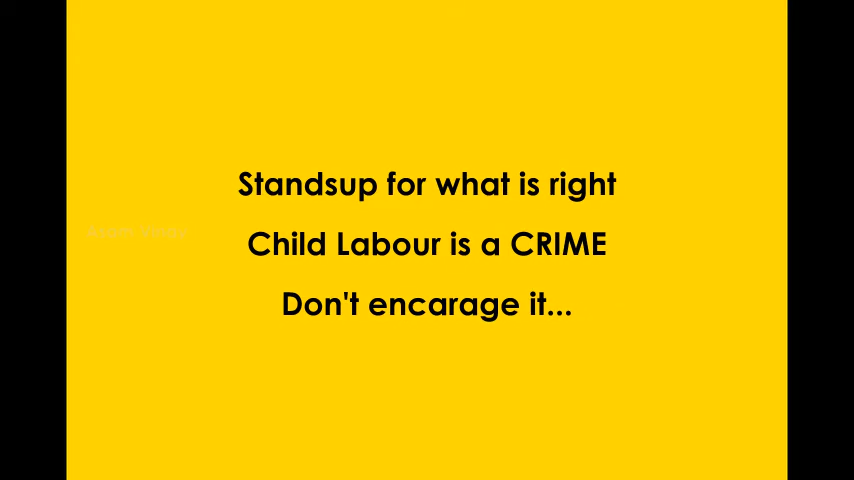 Standsup for what is right
Child Labour is a CRIME
Don't encarage it...